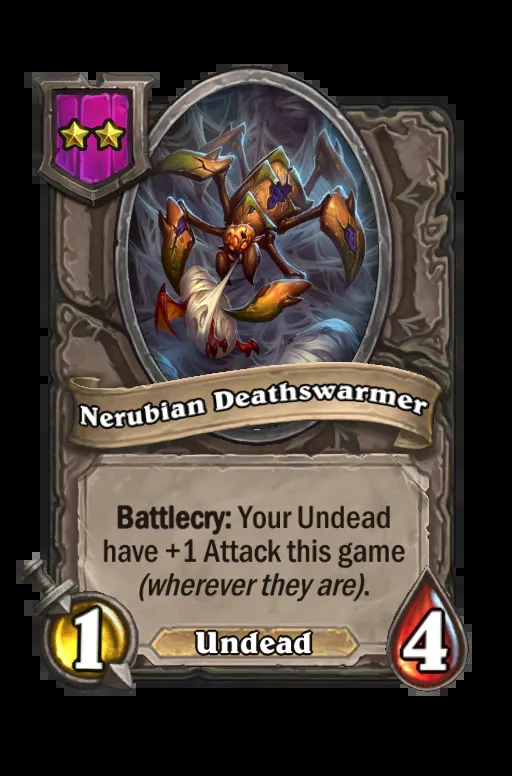 Nerubian Deathswarmer
Battlecry: Your Undead
have +1 Attack this game
(wherever they are).
1
Undead
4